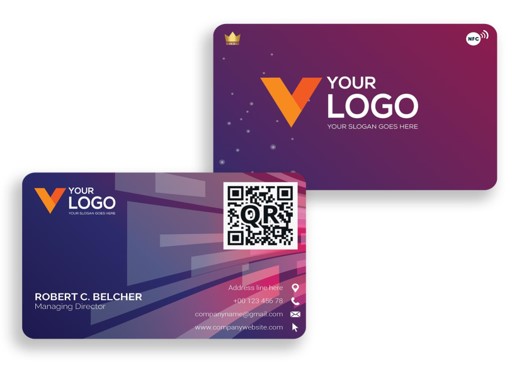 NFC
YOUR
LOGO
YOUR SLOGAN GOES HERE
YOUR
LOGO
YOUR SLOGAN GOES HERE
QR
ROBERT C. BELCHER
Managing Director
Address line here
+00 123 456 78
companyname@gmail.com
www.companywebsite.com